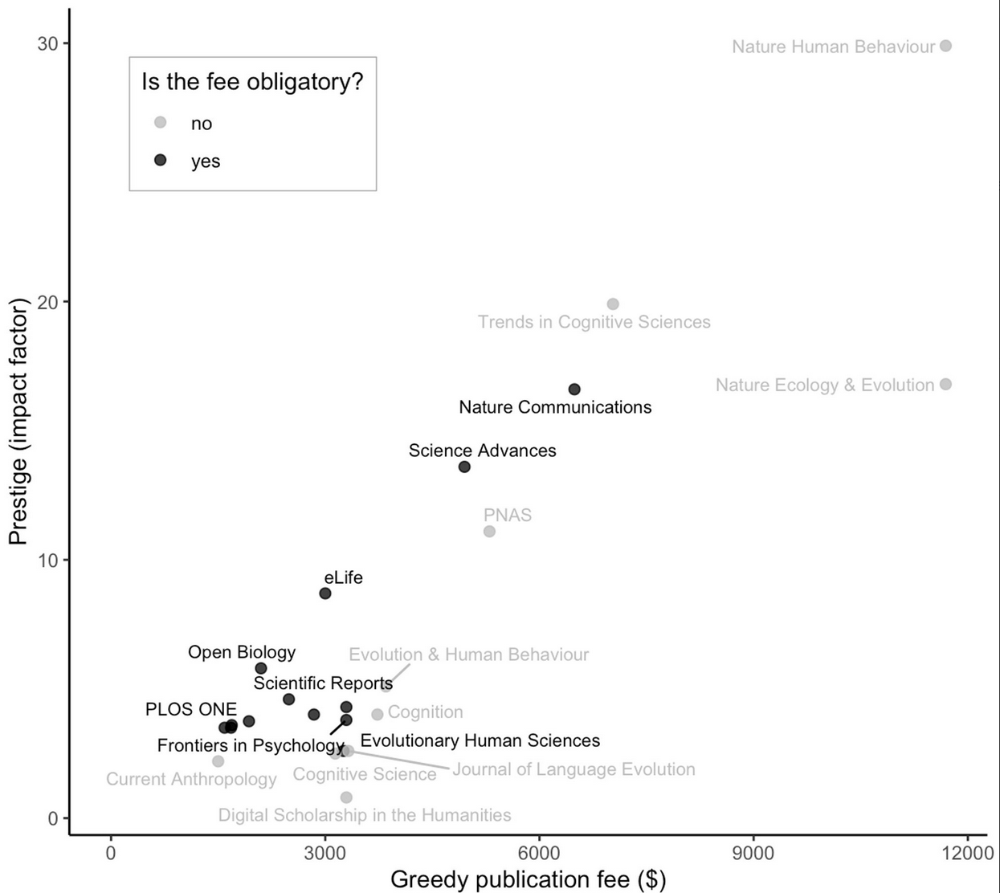 30
Nature Human Behaviour
Is the fee obligatory?
no
yes
20
Trends in Cognitive Sciences
Nature Ecology & Evolution
Nature Communications
Science Advances
PNAS
10
eLife
Open Biology
Evolution & Human Behaviour
Scientific Reports
PLOS ONE
Cognition
Frontiers in Psychology
Evolutionary Human Sciences
Current Anthropology
Cognitive Science
Journal of Language Evolution
Digital Scholarship in the Humanities
0
Prestige (impact factor)
0 3000 6000 9000 12000
Greedy publication fee ($)